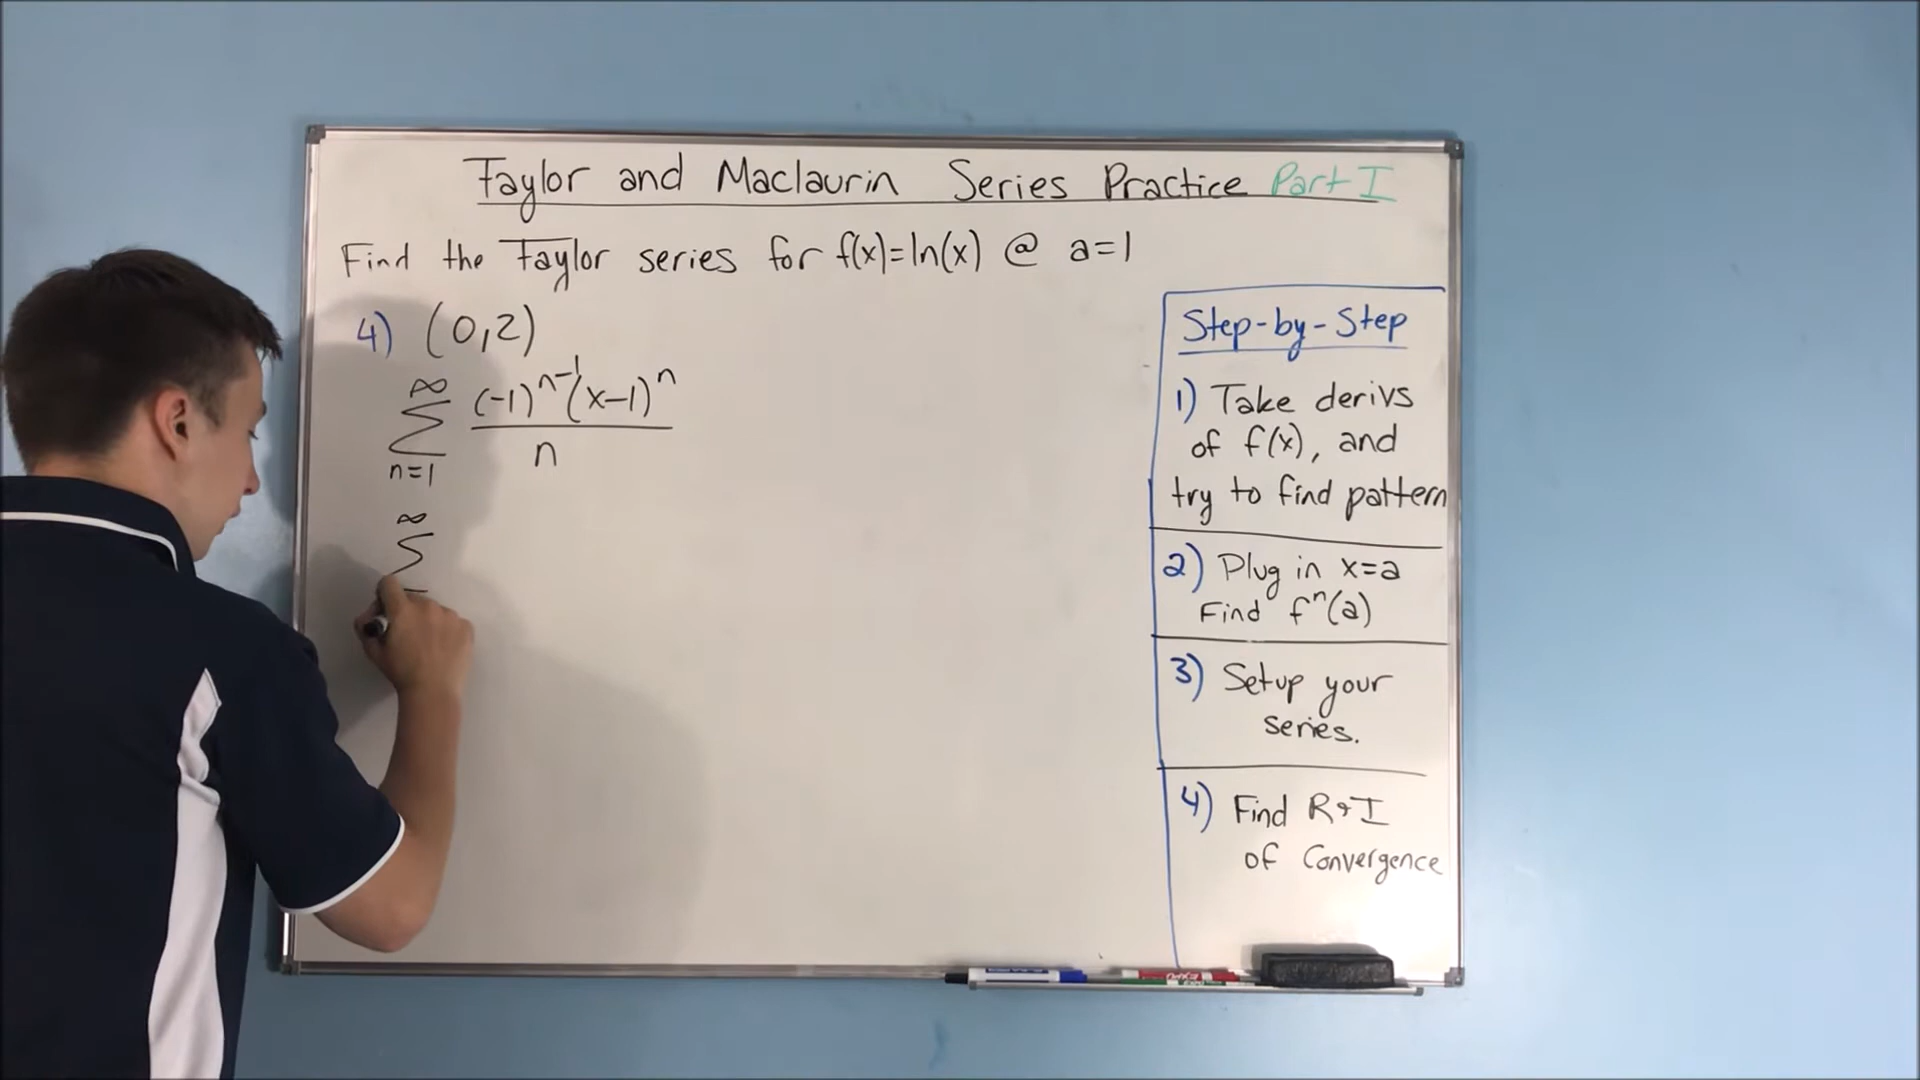 Taylor and Maclaurin Series Practice Part I
Find the Taylor series for f(x)=ln(x) @ a=1
4) (0,2)
∞
∑ (-1)^{n-1}(x-1)^n / n
n=1
∞
∑
Step-by-Step
1) Take derivs
of f(x), and
try to find pattern
2) Plug in x=a
Find fⁿ(a)
3) Setup your
series.
4) Find R&I
of Convergence